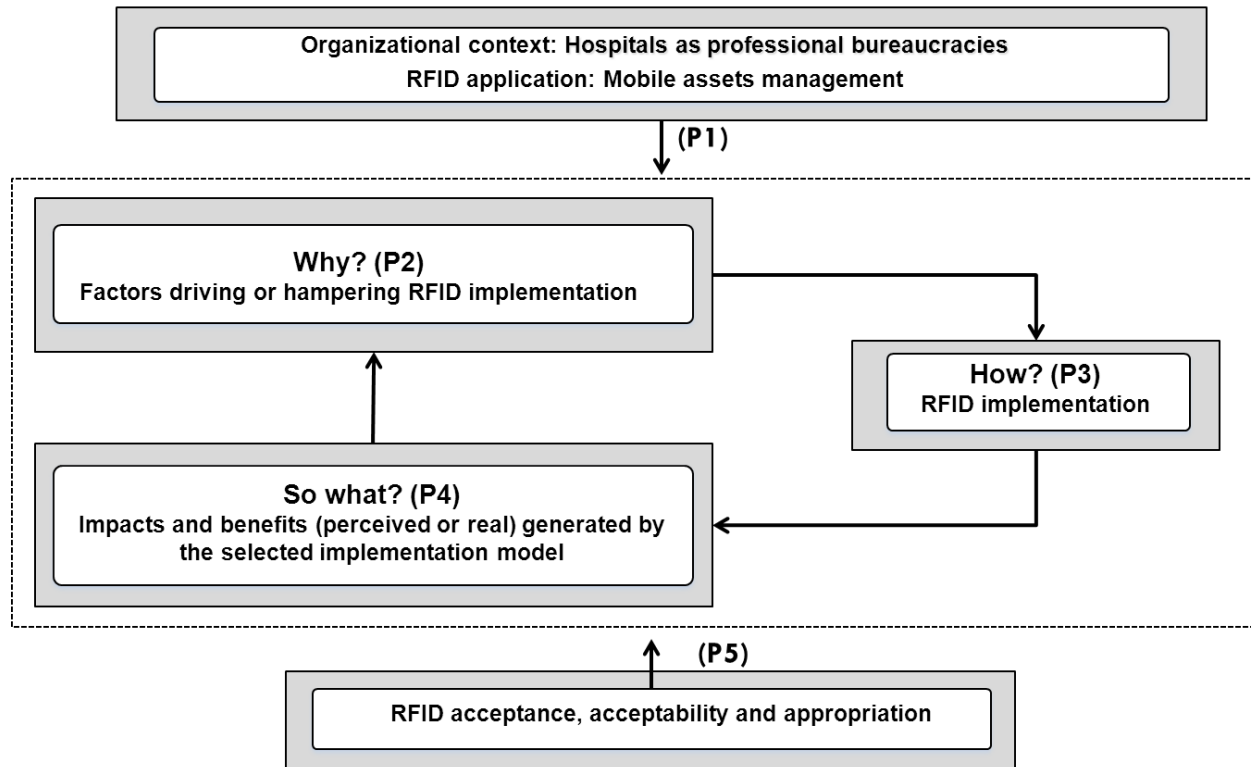 Organizational context: Hospitals as professional bureaucracies
RFID application: Mobile assets management
(P1)
Why? (P2)
Factors driving or hampering RFID implementation
How? (P3)
RFID implementation
So what? (P4)
Impacts and benefits (perceived or real) generated by
the selected implementation model
(P5)
RFID acceptance, acceptability and appropriation